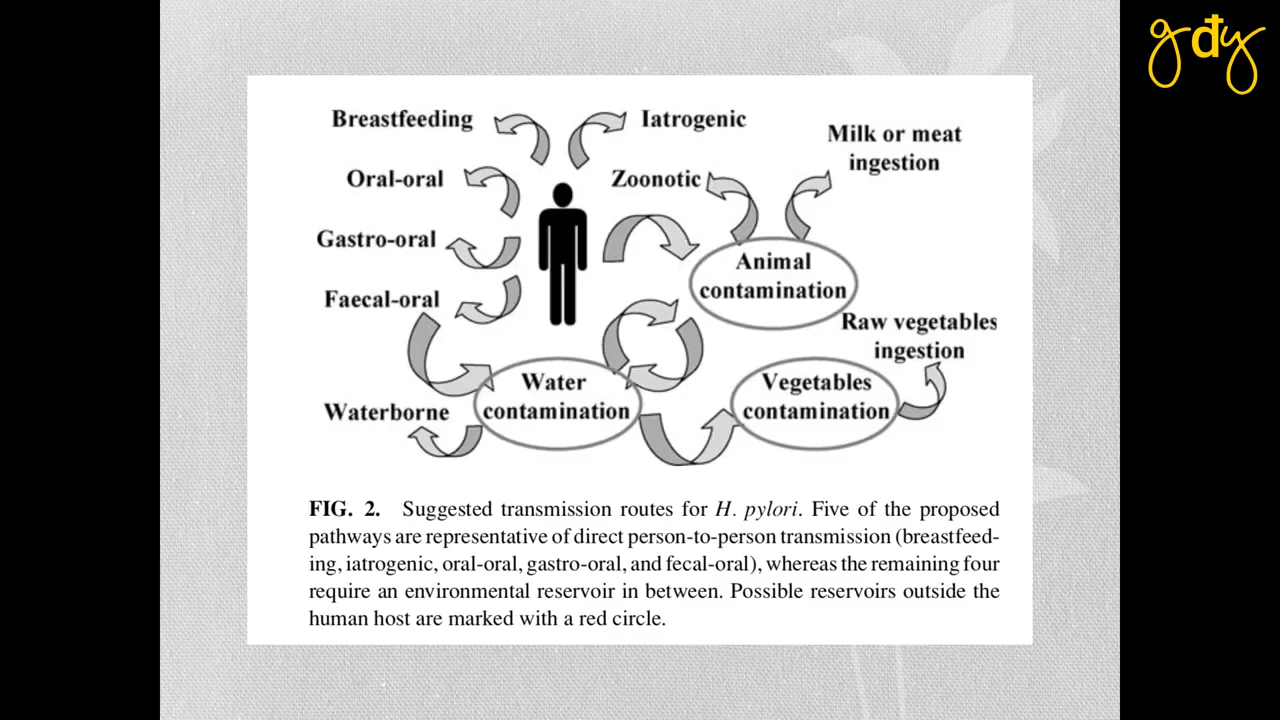 gdy
Breastfeeding
Iatrogenic
Milk or meat
ingestion
Oral-oral
Zoonotic
Gastro-oral
Animal
contamination
Faecal-oral
Raw vegetables
ingestion
Water
contamination
Vegetables
contamination
Waterborne
FIG. 2. Suggested transmission routes for H. pylori. Five of the proposed
pathways are representative of direct person-to-person transmission (breastfeed-
ing, iatrogenic, oral-oral, gastro-oral, and fecal-oral), whereas the remaining four
require an environmental reservoir in between. Possible reservoirs outside the
human host are marked with a red circle.